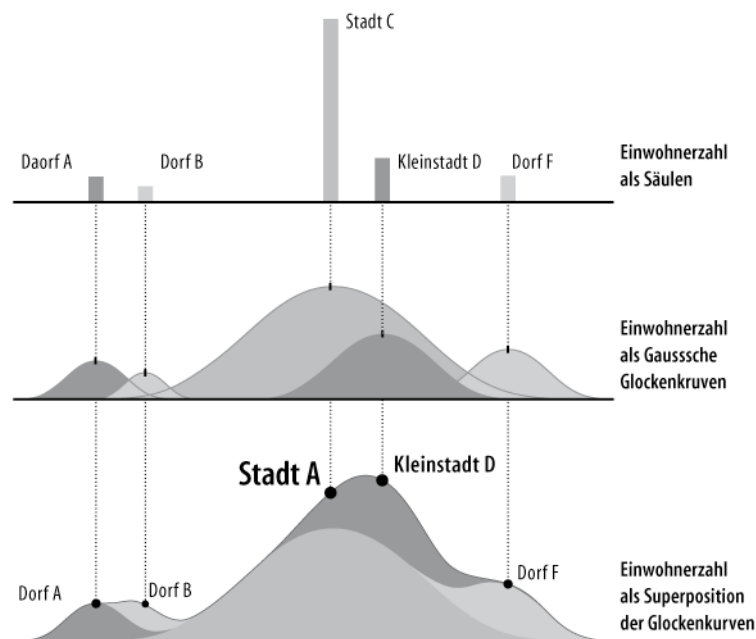 Stadt C
Daorf A
Dorf B
Kleinstadt D
Dorf F
Einwohnerzahl
als Säulen
Einwohnerzahl
als Gausssche
Glockenkruven
Stadt A
Kleinstadt D
Dorf A
Dorf B
Dorf F
Einwohnerzahl
als Superposition
der Glockenkurven